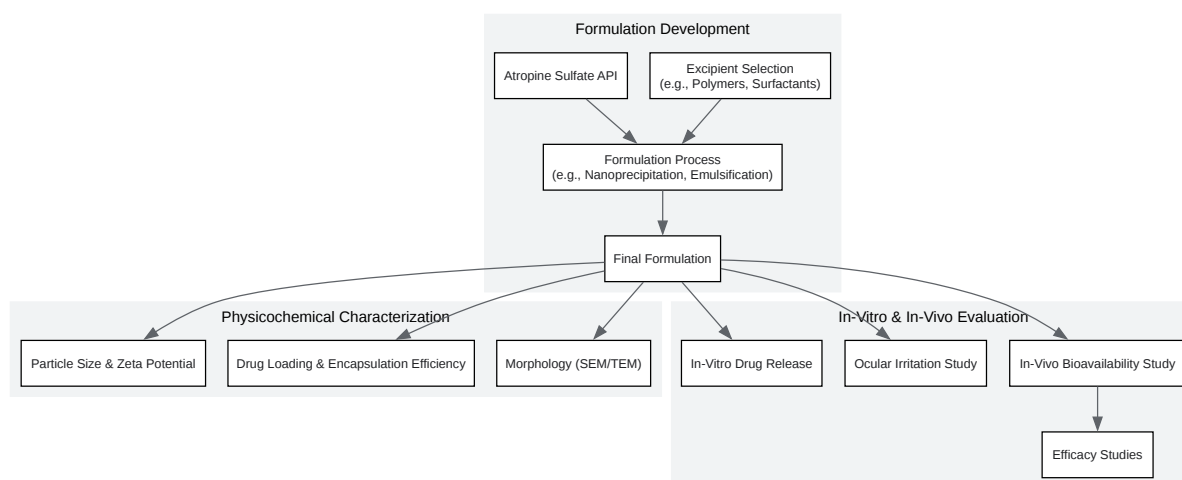 Formulation Development
Atropine Sulfate API
Excipient Selection
(e.g., Polymers, Surfactants)
Formulation Process
(e.g., Nanoprecipitation, Emulsification)
Final Formulation
Physicochemical Characterization
In-Vitro & In-Vivo Evaluation
Particle Size & Zeta Potential
Drug Loading & Encapsulation Efficiency
Morphology (SEM/TEM)
In-Vitro Drug Release
Ocular Irritation Study
In-Vivo Bioavailability Study
Efficacy Studies